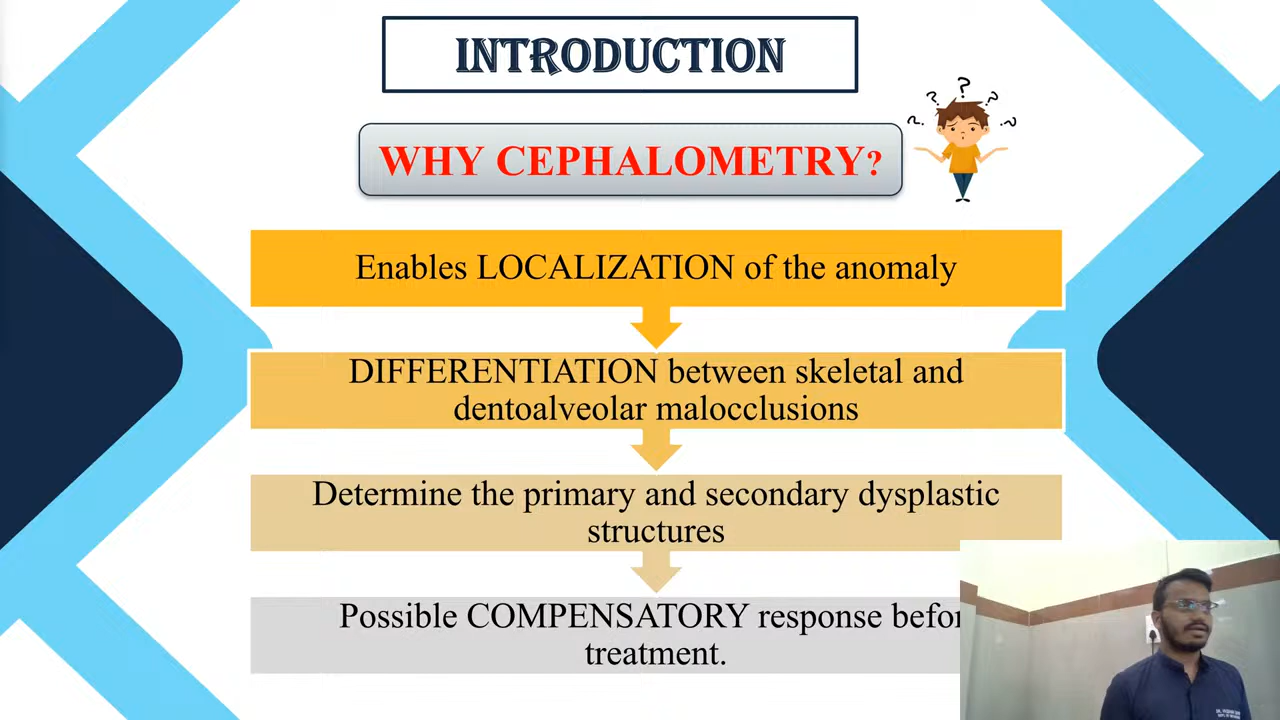 INTRODUCTION
WHY CEPHALOMETRY?
Enables LOCALIZATION of the anomaly
DIFFERENTIATION between skeletal and
dentoalveolar malocclusions
Determine the primary and secondary dysplastic
structures
Possible COMPENSATORY response befor
treatment.